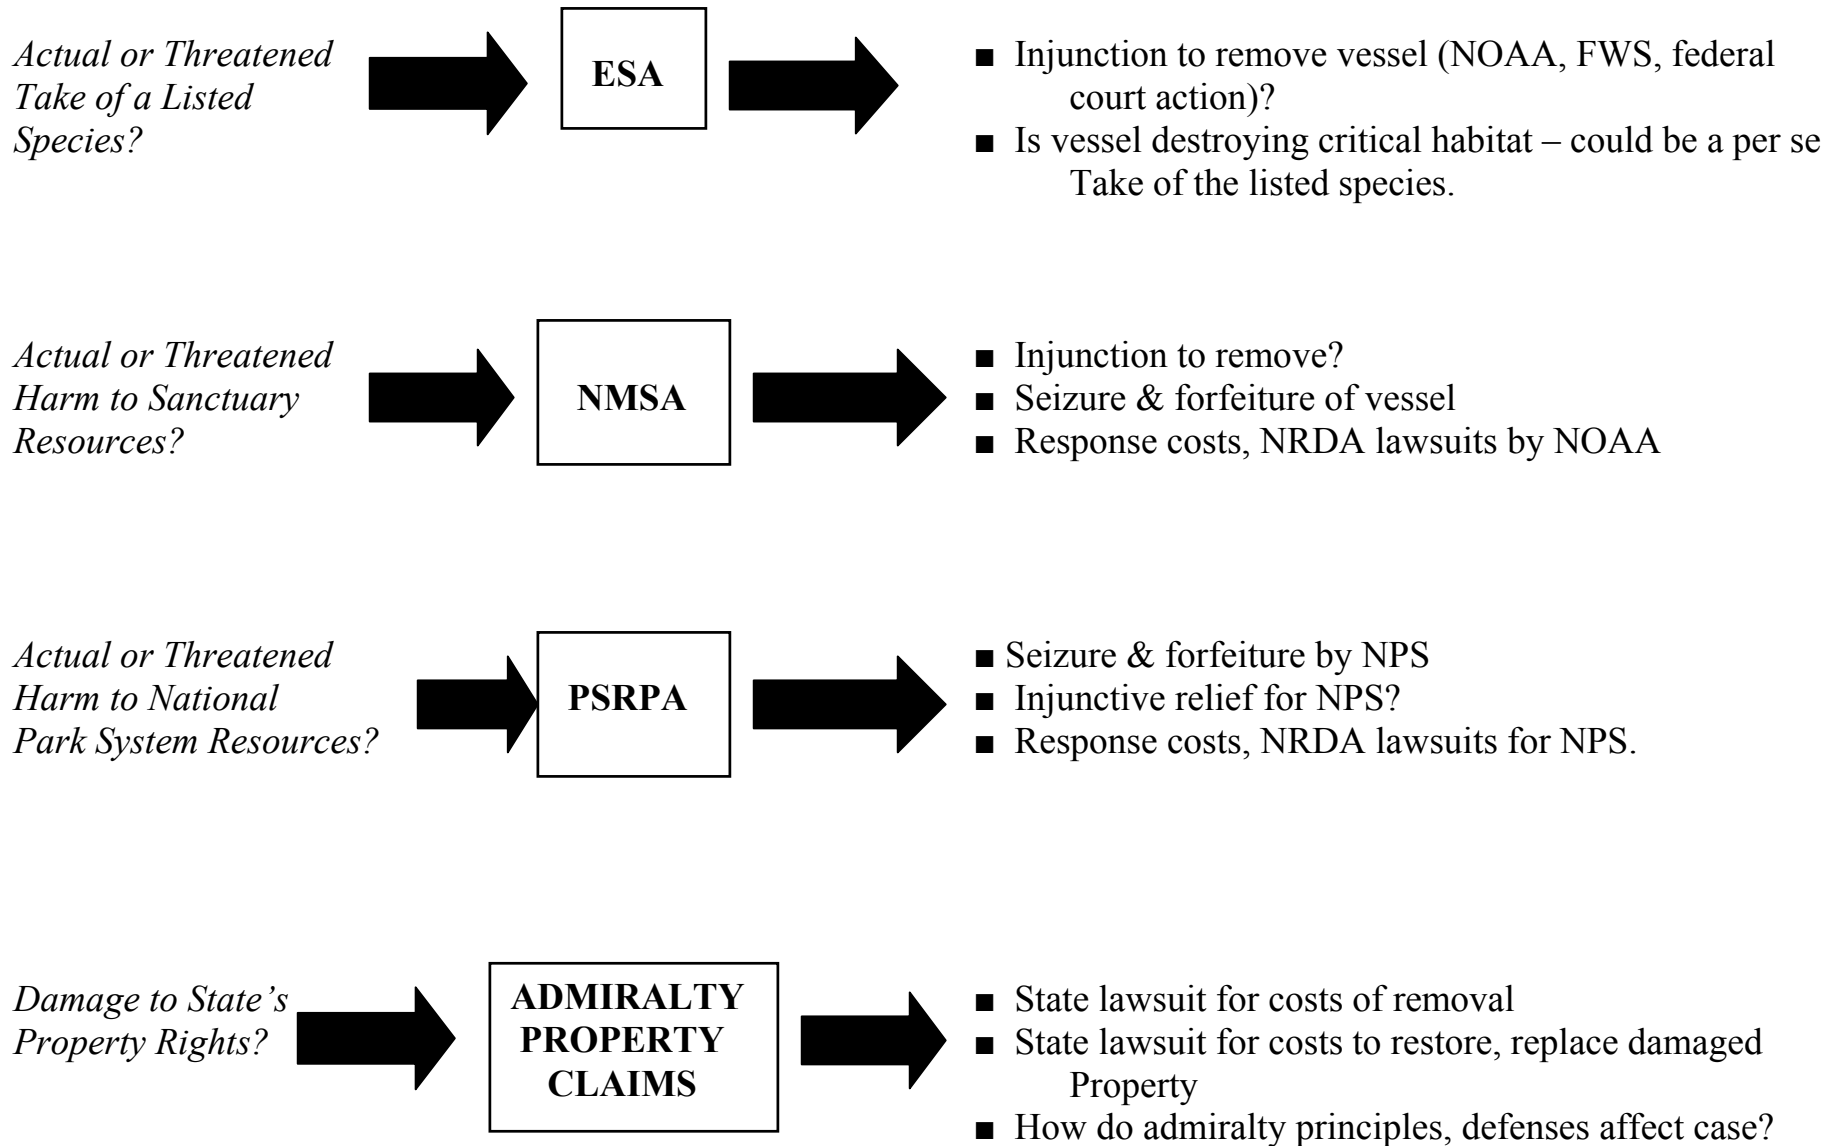 Actual or Threatened
Take of a Listed
Species?
ESA
■ Injunction to remove vessel (NOAA, FWS, federal
court action)?
■ Is vessel destroying critical habitat – could be a per se
Take of the listed species.
Actual or Threatened
Harm to Sanctuary
Resources?
NMSA
■ Injunction to remove?
■ Seizure & forfeiture of vessel
■ Response costs, NRDA lawsuits by NOAA
Actual or Threatened
Harm to National
Park System Resources?
PSRPA
■ Seizure & forfeiture by NPS
■ Injunctive relief for NPS?
■ Response costs, NRDA lawsuits for NPS.
Damage to State’s
Property Rights?
ADMIRALTY
PROPERTY
CLAIMS
■ State lawsuit for costs of removal
■ State lawsuit for costs to restore, replace damaged
Property
■ How do admiralty principles, defenses affect case?